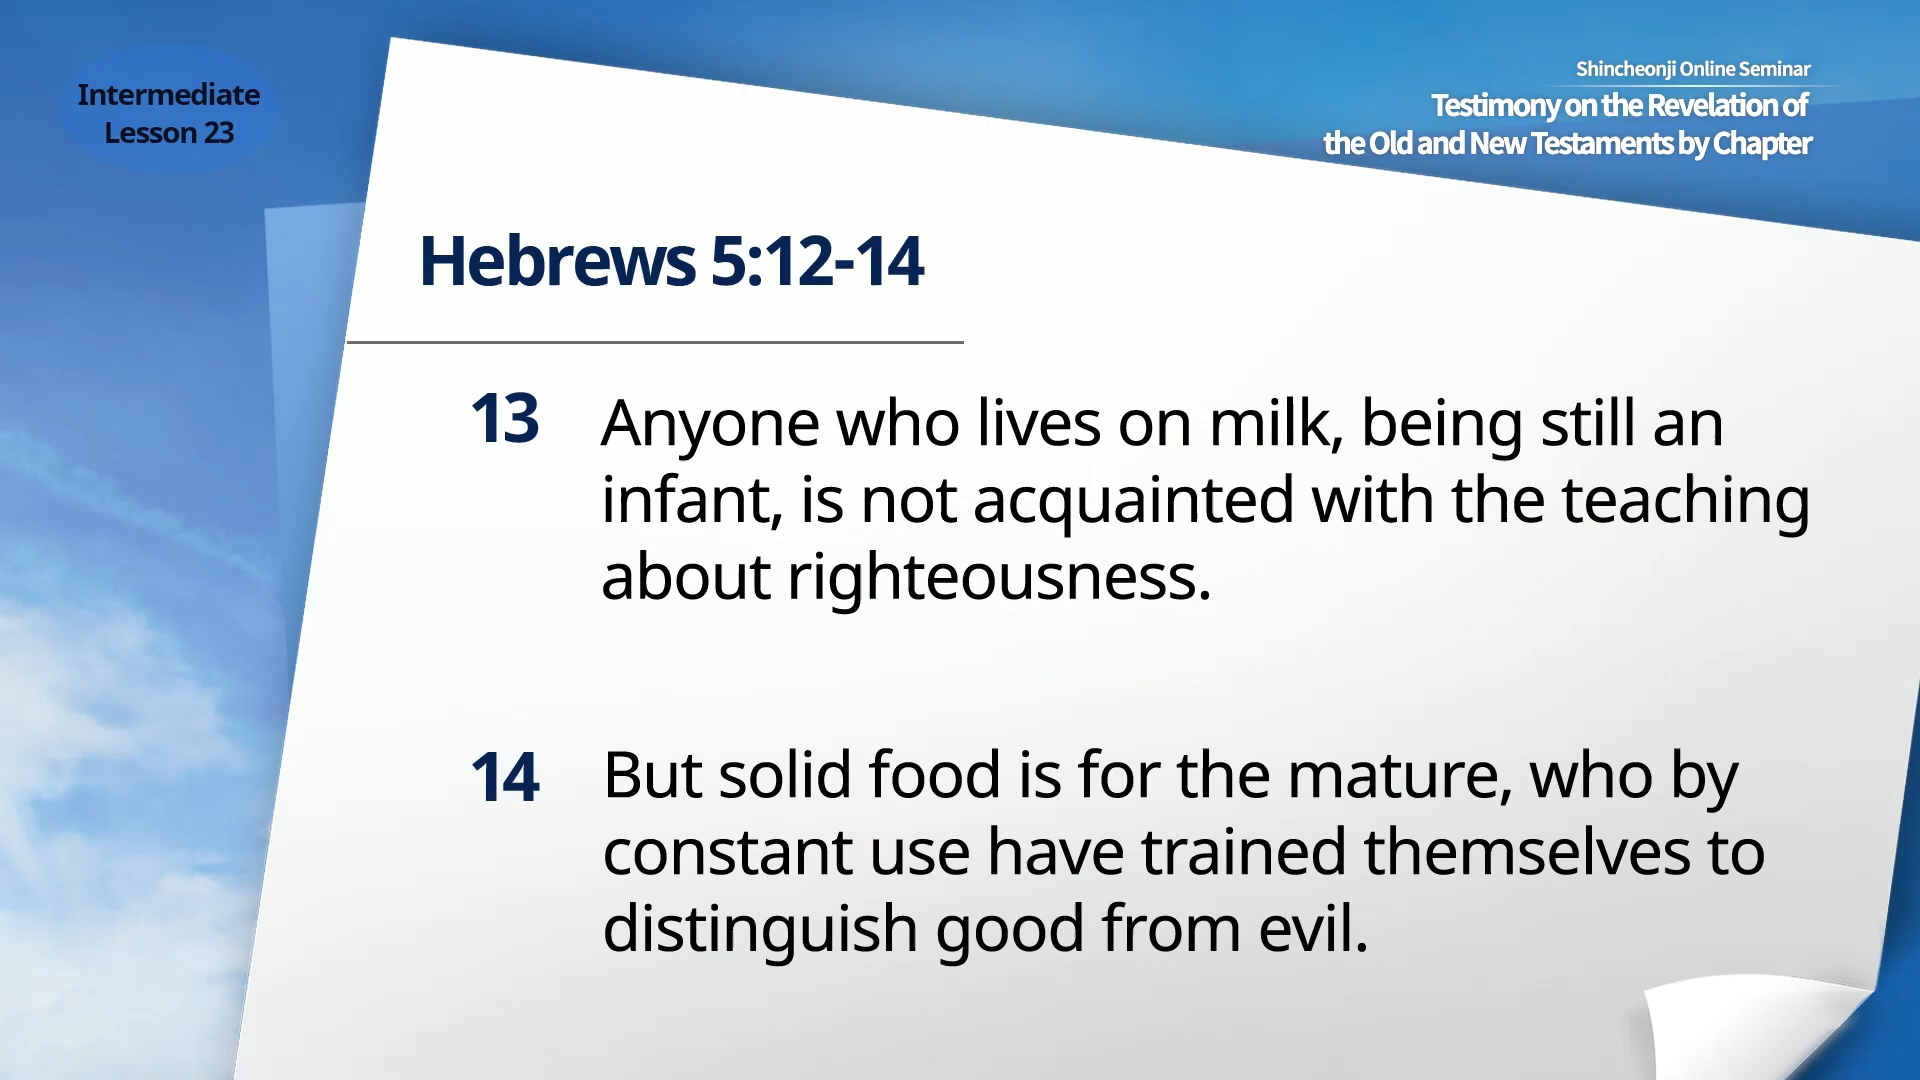 Intermediate
Lesson 23
Shincheonji Online Seminar
Testimony on the Revelation of
the Old and New Testaments by Chapter
Hebrews 5:12-14
13 Anyone who lives on milk, being still an
infant, is not acquainted with the teaching
about righteousness.
14 But solid food is for the mature, who by
constant use have trained themselves to
distinguish good from evil.